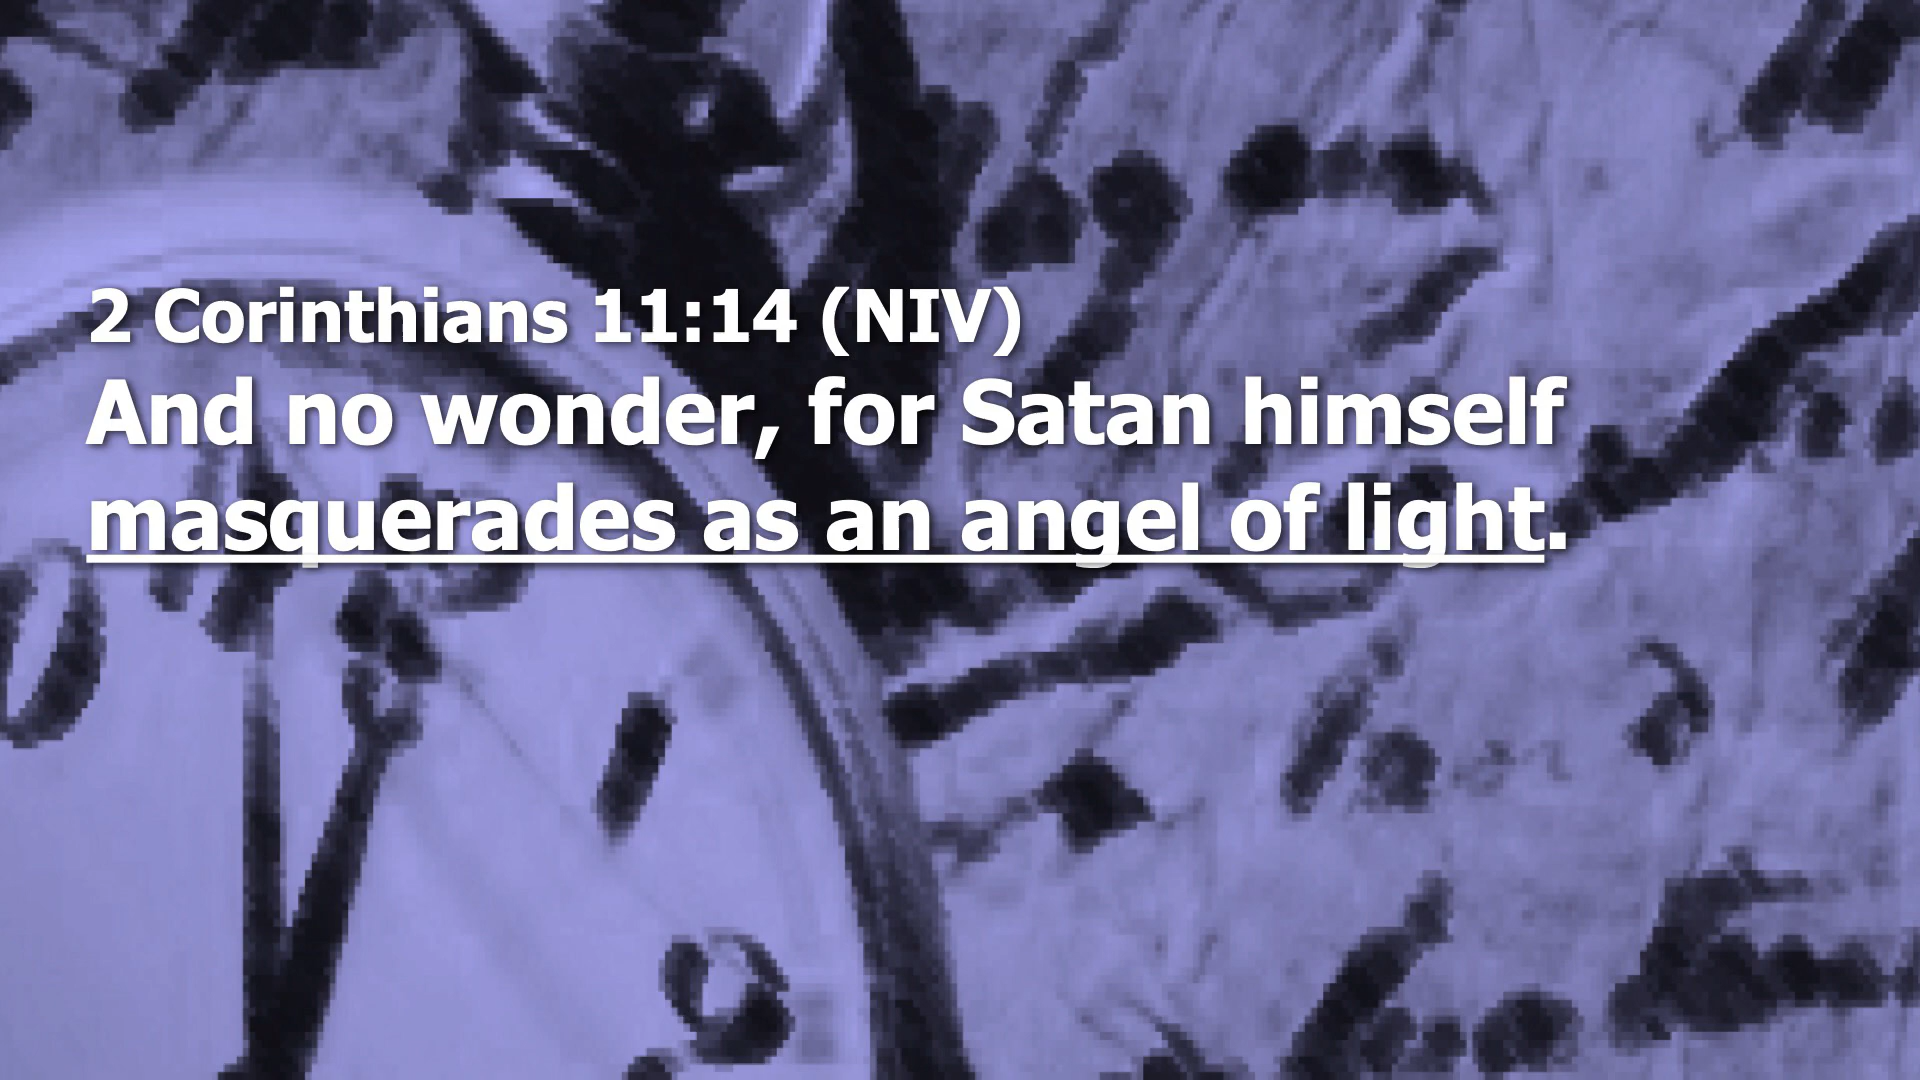 2 Corinthians 11:14 (NIV)
And no wonder, for Satan himself
masquerades as an angel of light.